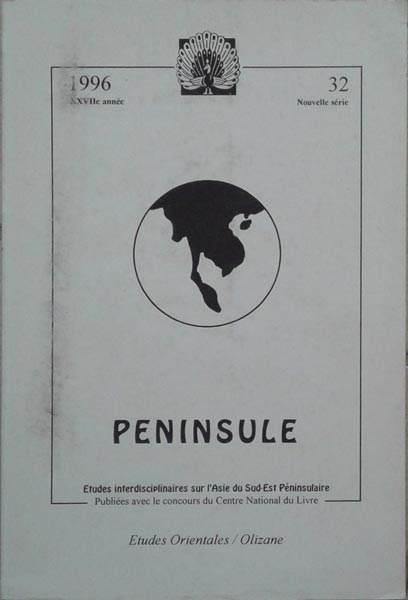 1996
XXVIIe année
32
Nouvelle série
PENINSULE
Etudes interdisciplinaires sur l'Asie du Sud-Est Péninsulaire
Publiées avec le concours du Centre National du Livre
Etudes Orientales / Olizane